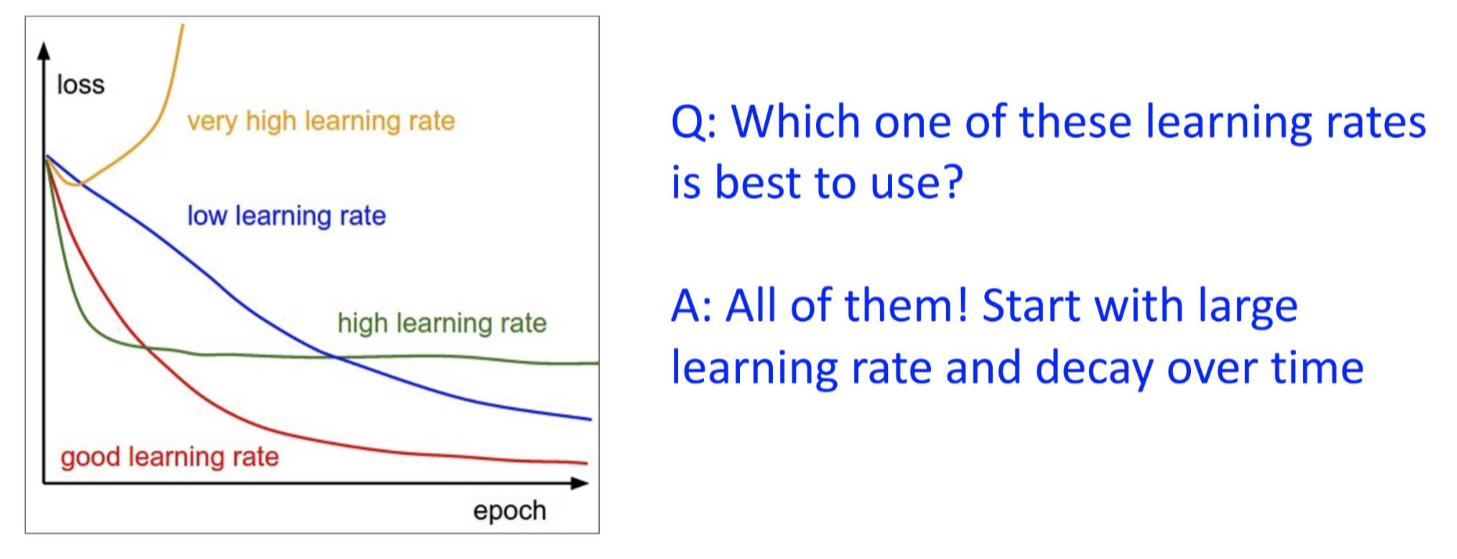 loss
very high learning rate
low learning rate
high learning rate
good learning rate
epoch
Q: Which one of these learning rates
is best to use?
A: All of them! Start with large
learning rate and decay over time